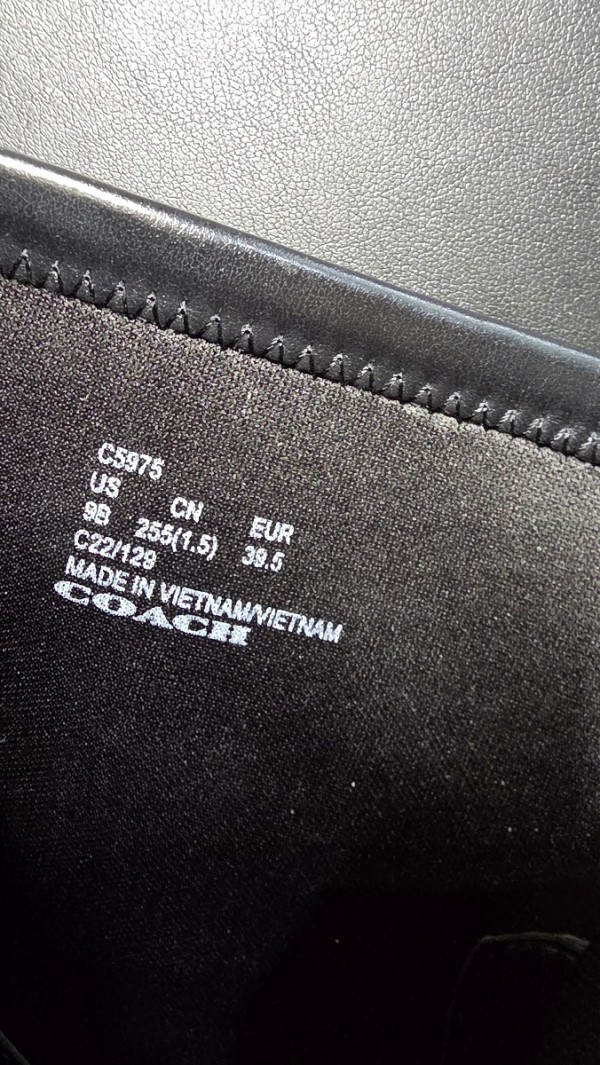 C5975
US CN EUR
9B 255(1.5) 39.5
C22/129
MADE IN VIETNAM/VIETNAM
COACH